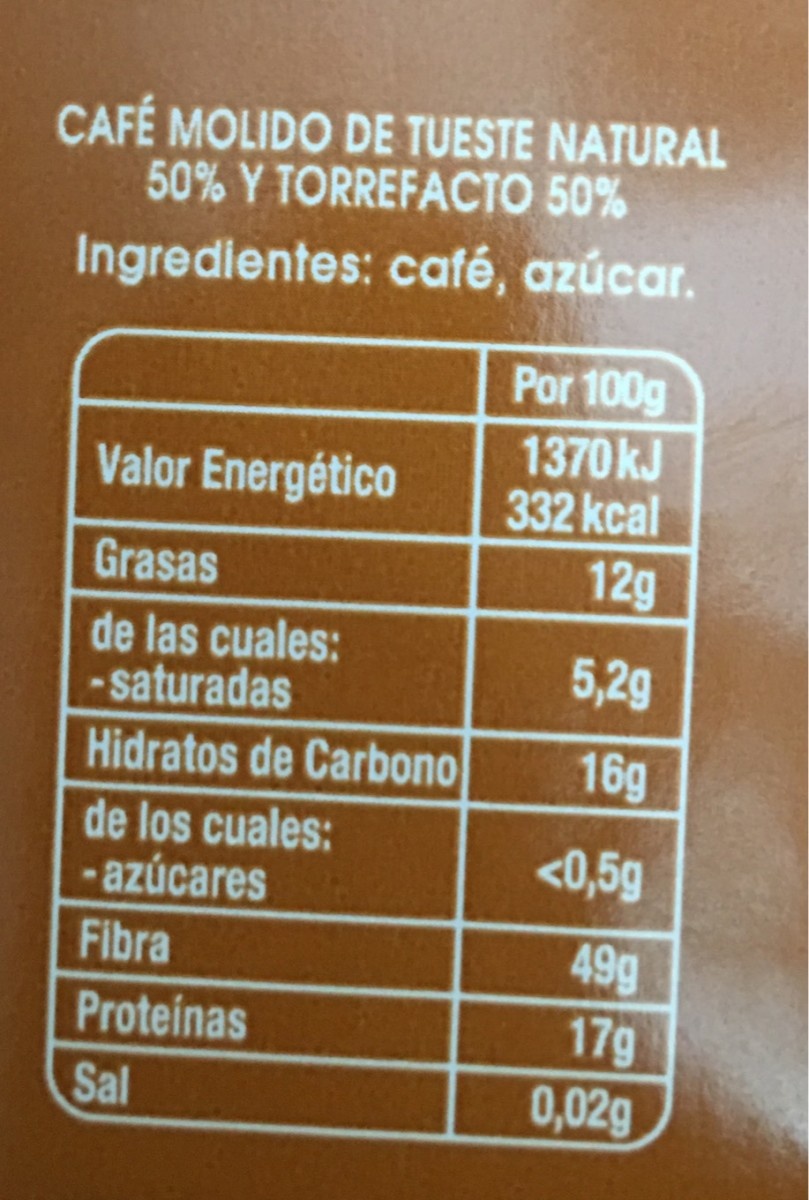 CAFÉ MOLIDO DE TUESTE NATURAL
50% Y TORREFACTO 50%
Ingredientes: café, azúcar.
Por 100g
Valor Energético 1370 kJ
332 kcal
Grasas 12g
de las cuales:
-saturadas 5,2g
Hidratos de Carbono 16g
de los cuales:
-azúcares <0,5g
Fibra 49g
Proteínas 17g
Sal 0,02g